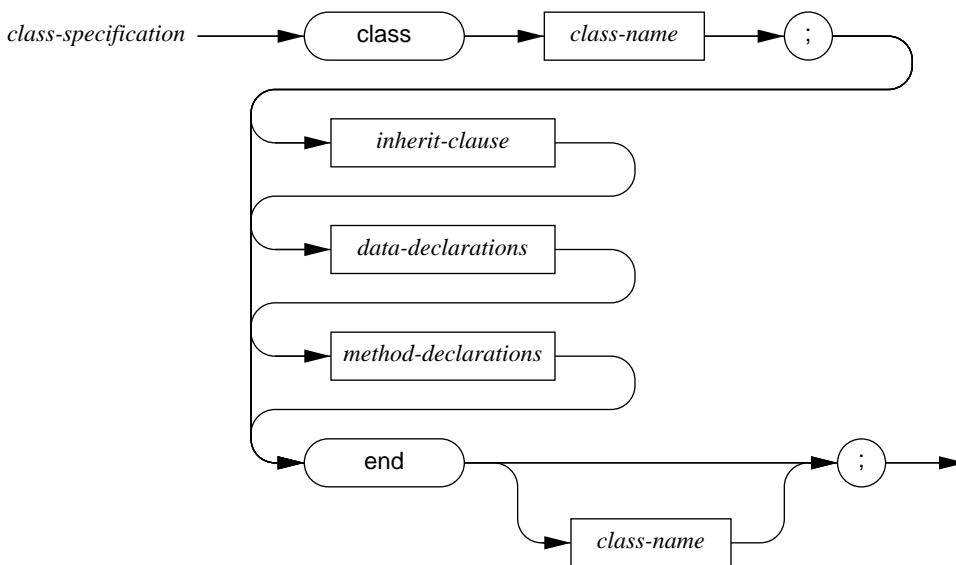 class-specification class class-name ;
inherit-clause
data-declarations
method-declarations
end ;
class-name